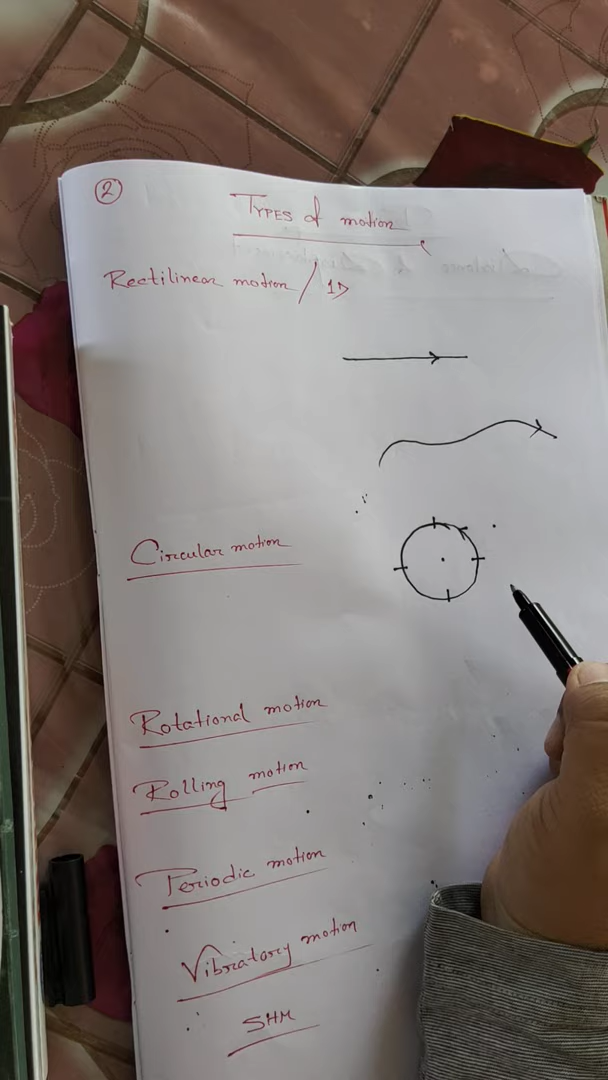 ②
TYPES of motion
Rectilinear motion / 1D
Circular motion
Rotational motion
Rolling motion
Periodic motion
Vibratory motion
SHM